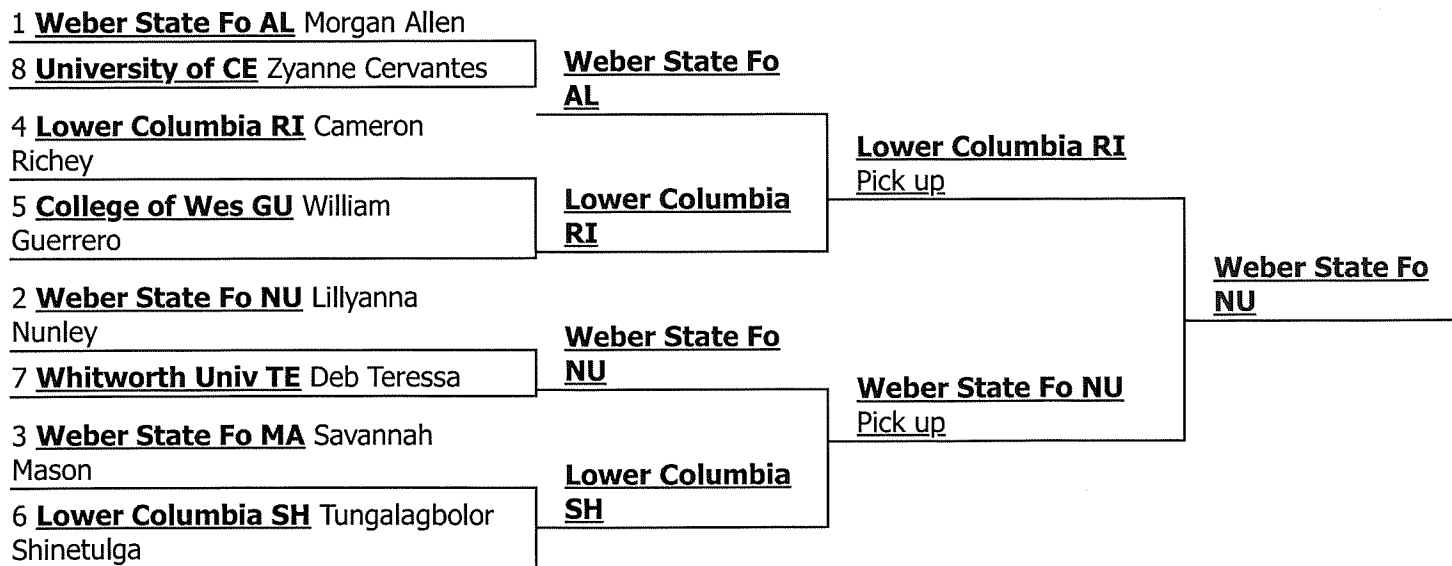 1 Weber State Fo AL Morgan Allen
8 University of CE Zyanne Cervantes
4 Lower Columbia RI Cameron
Richey
5 College of Wes GU William
Guerrero
2 Weber State Fo NU Lillyanna
Nunley
7 Whitworth Univ TE Deb Teressa
3 Weber State Fo MA Savannah
Mason
6 Lower Columbia SH Tungalagbolor
Shinetulga
Weber State Fo
AL
Lower Columbia
RI
Weber State Fo
NU
Lower Columbia
SH
Lower Columbia RI
Pick up
Weber State Fo NU
Pick up
Weber State Fo
NU